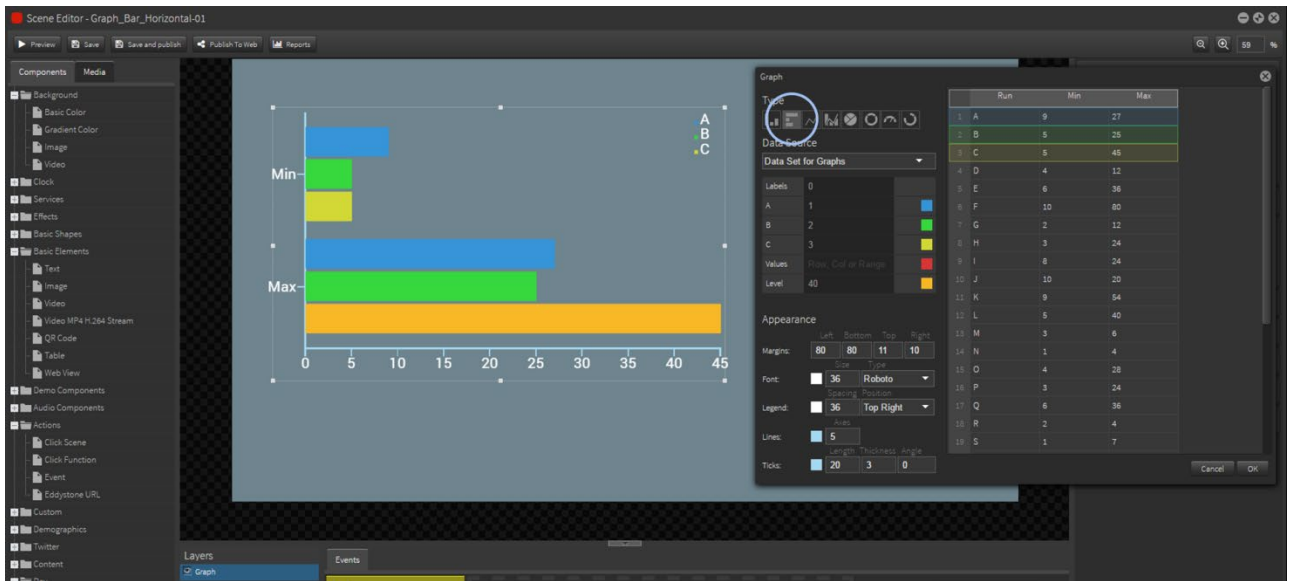 Scene Editor - Graph_Bar_Horizontal-01
Preview Save Save and publish Publish To Web Reports 59 %
Components Media
Background
Basic Color
Gradient Color
Image
Video
Clock
Services
Effects
Basic Shapes
Basic Elements
Text
Image
Video
Video MP4 H.264 Stream
QR Code
Table
Web View
Demo Components
Audio Components
Actions
Click Scene
Click Function
Event
Eddystone URL
Custom
Demographics
Twitter
Content
A
B
C
Min
Max
0 5 10 15 20 25 30 35 40 45
Layers
Graph
Events
Graph
Type
Data Source
Data Set for Graphs
Labels 0
A 1
B 2
C 3
Values Row, Col or Range
Level 40
Appearance
Left Bottom Top Right
Margins: 80 80 11 10
Size Type
Font: 36 Roboto
Spacing Position
Legend: 36 Top Right
Axes
Lines: 5
Length Thickness Angle
Ticks: 20 3 0
Run Min Max
1 A 9 27
2 B 5 25
3 C 5 45
4 D 4 12
5 E 6 36
6 F 10 80
7 G 2 12
8 H 3 24
9 I 8 24
10 J 10 20
11 K 9 54
12 L 5 40
13 M 3 6
14 N 1 4
15 O 4 28
16 P 3 24
17 Q 6 36
18 R 2 4
19 S 1 7
Cancel OK